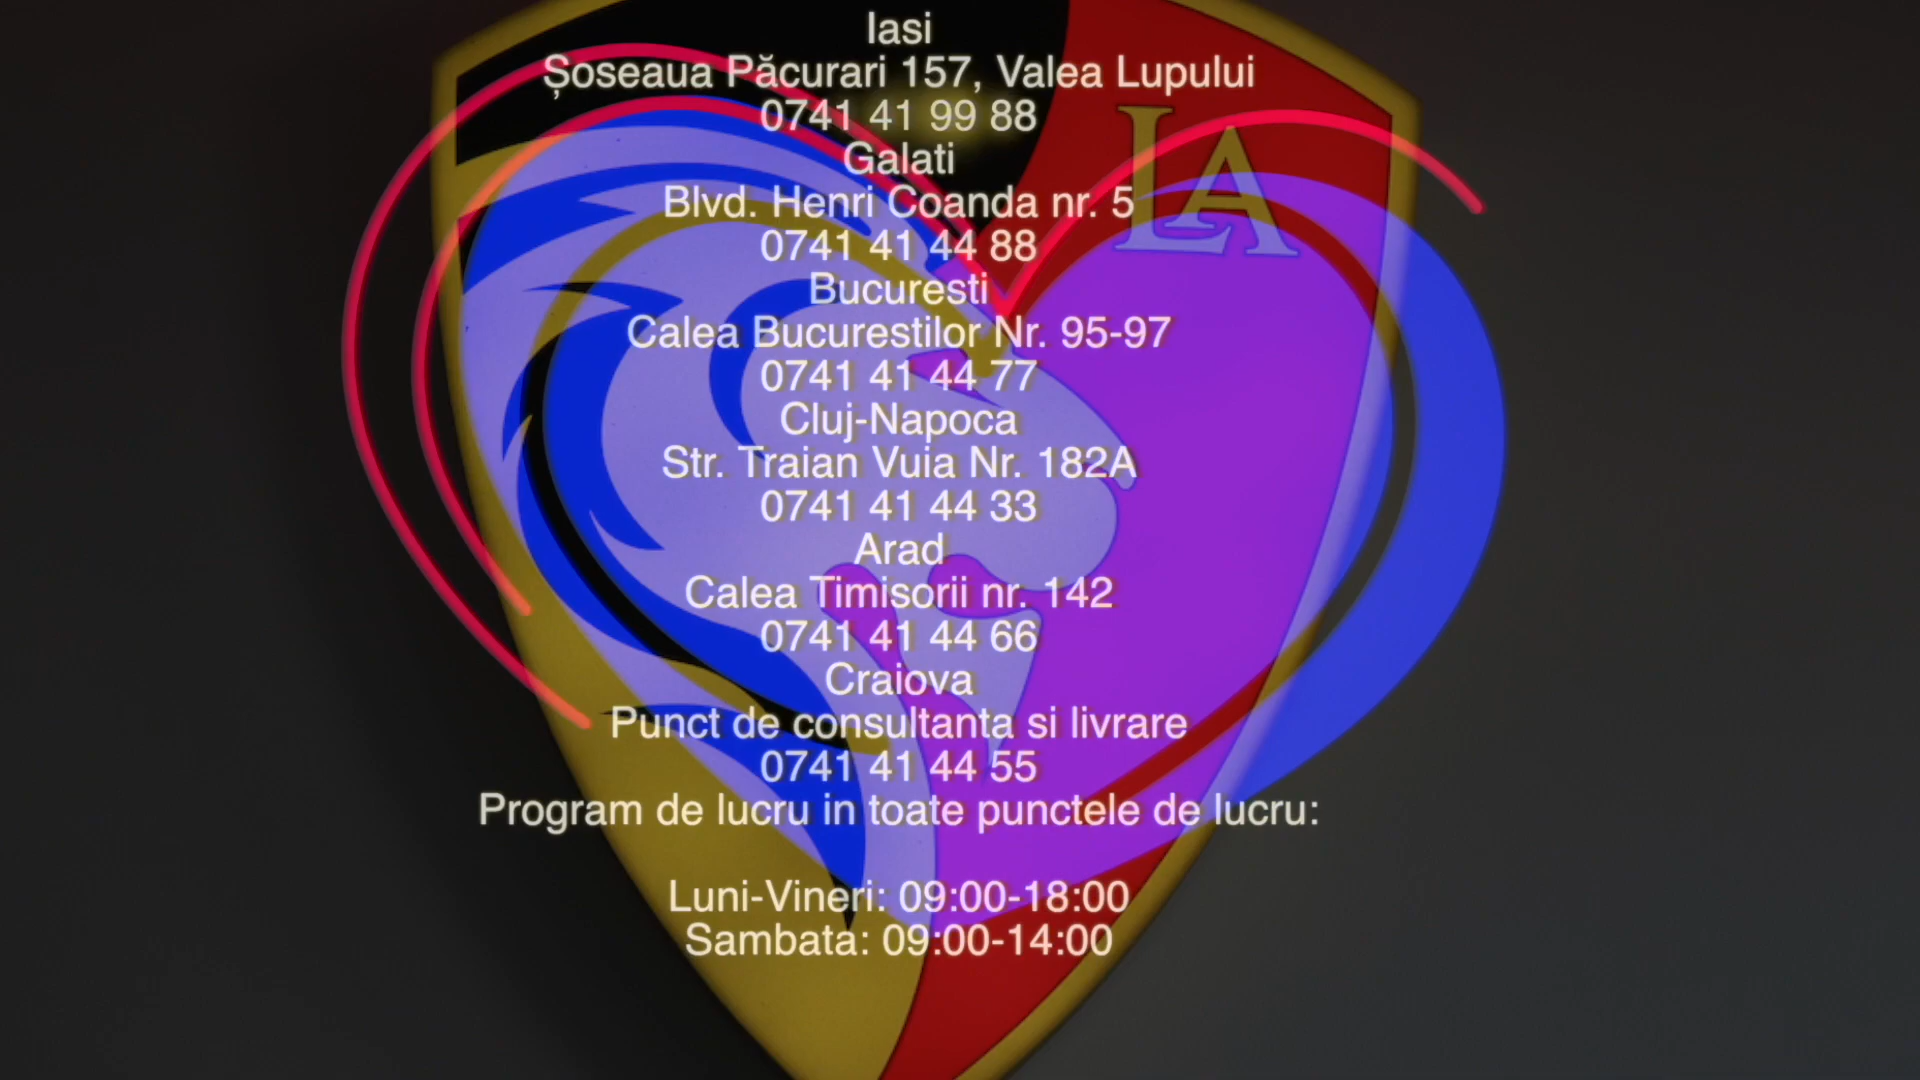 Iasi
Șoseaua Păcurari 157, Valea Lupului
0741 41 99 88
LA
Galati
Blvd. Henri Coanda nr. 5
0741 41 44 88
Bucuresti
Calea Bucurestilor Nr. 95-97
0741 41 44 77
Cluj-Napoca
Str. Traian Vuia Nr. 182A
0741 41 44 33
Arad
Calea Timisorii nr. 142
0741 41 44 66
Craiova
Punct de consultanta si livrare
0741 41 44 55
Program de lucru in toate punctele de lucru:
Luni-Vineri: 09:00-18:00
Sambata: 09:00-14:00